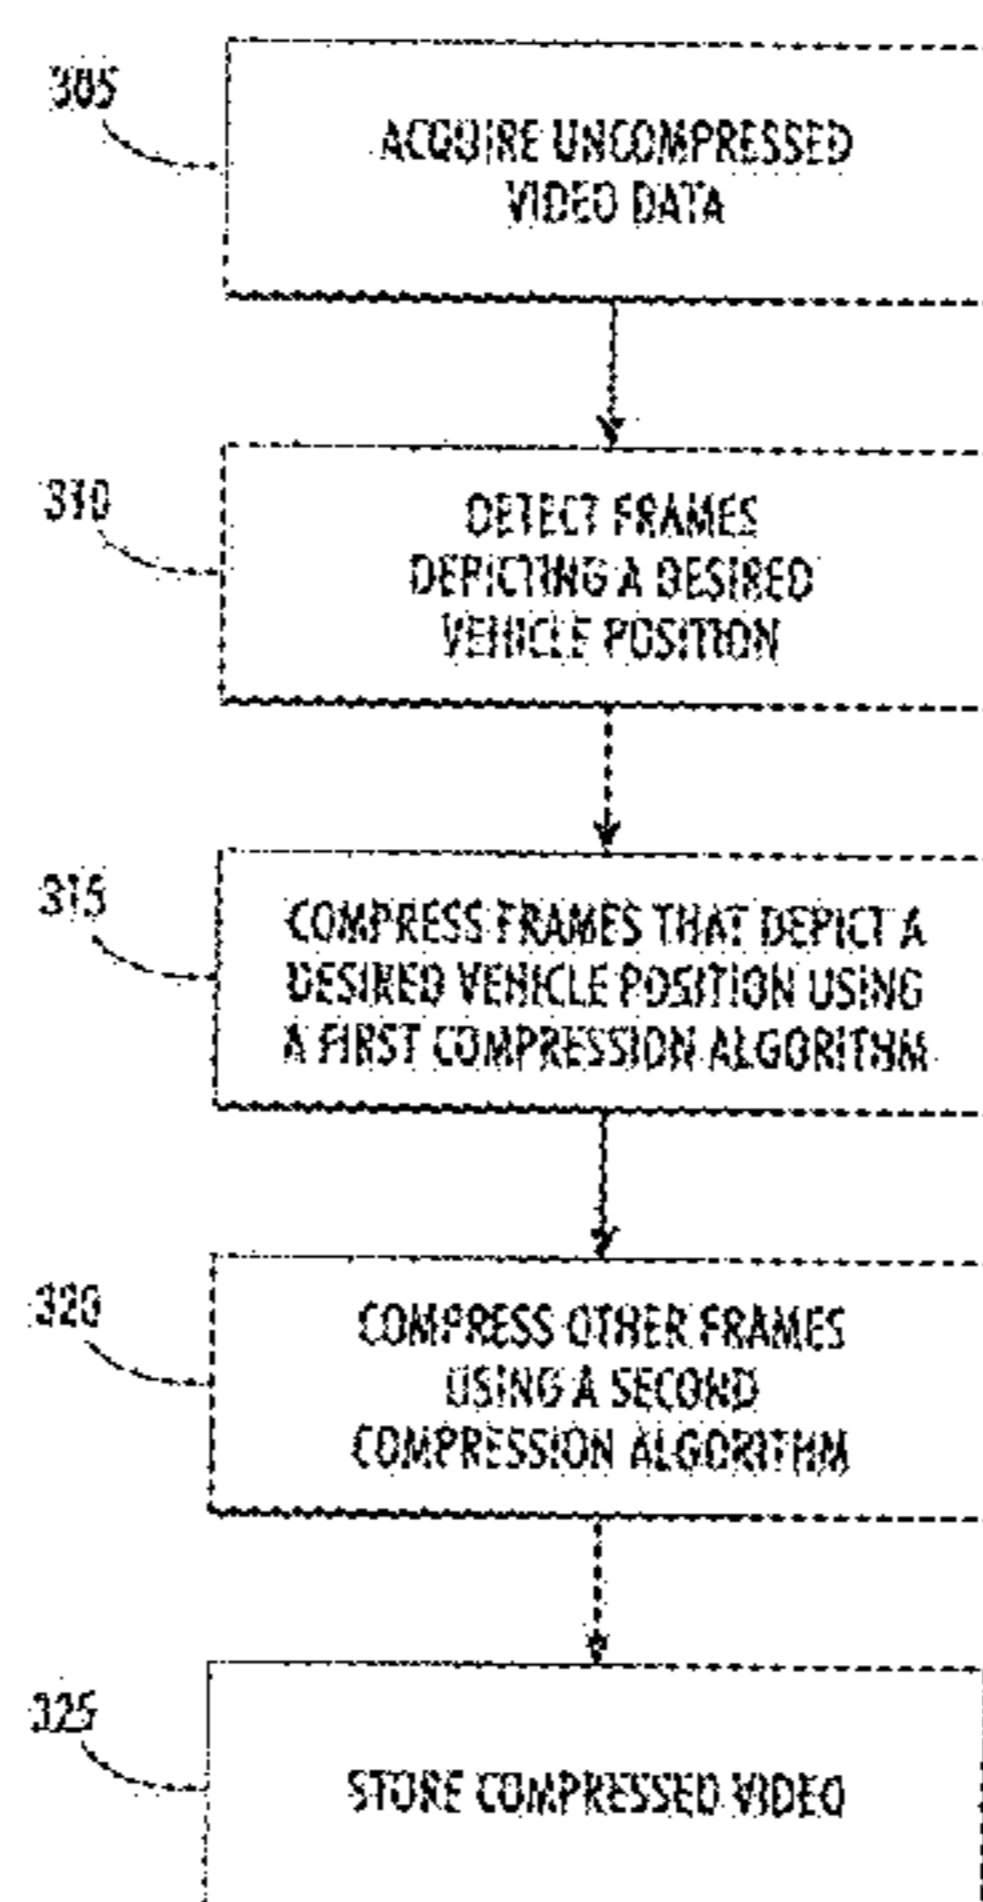 305
ACQUIRE UNCOMPRESSED
VIDEO DATA
310
DETECT FRAMES
DEPICTING A DESIRED
VEHICLE POSITION
315
COMPRESS FRAMES THAT DEPICT A
DESIRED VEHICLE POSITION USING
A FIRST COMPRESSION ALGORITHM
320
COMPRESS OTHER FRAMES
USING A SECOND
COMPRESSION ALGORITHM
325
STORE COMPRESSED VIDEO